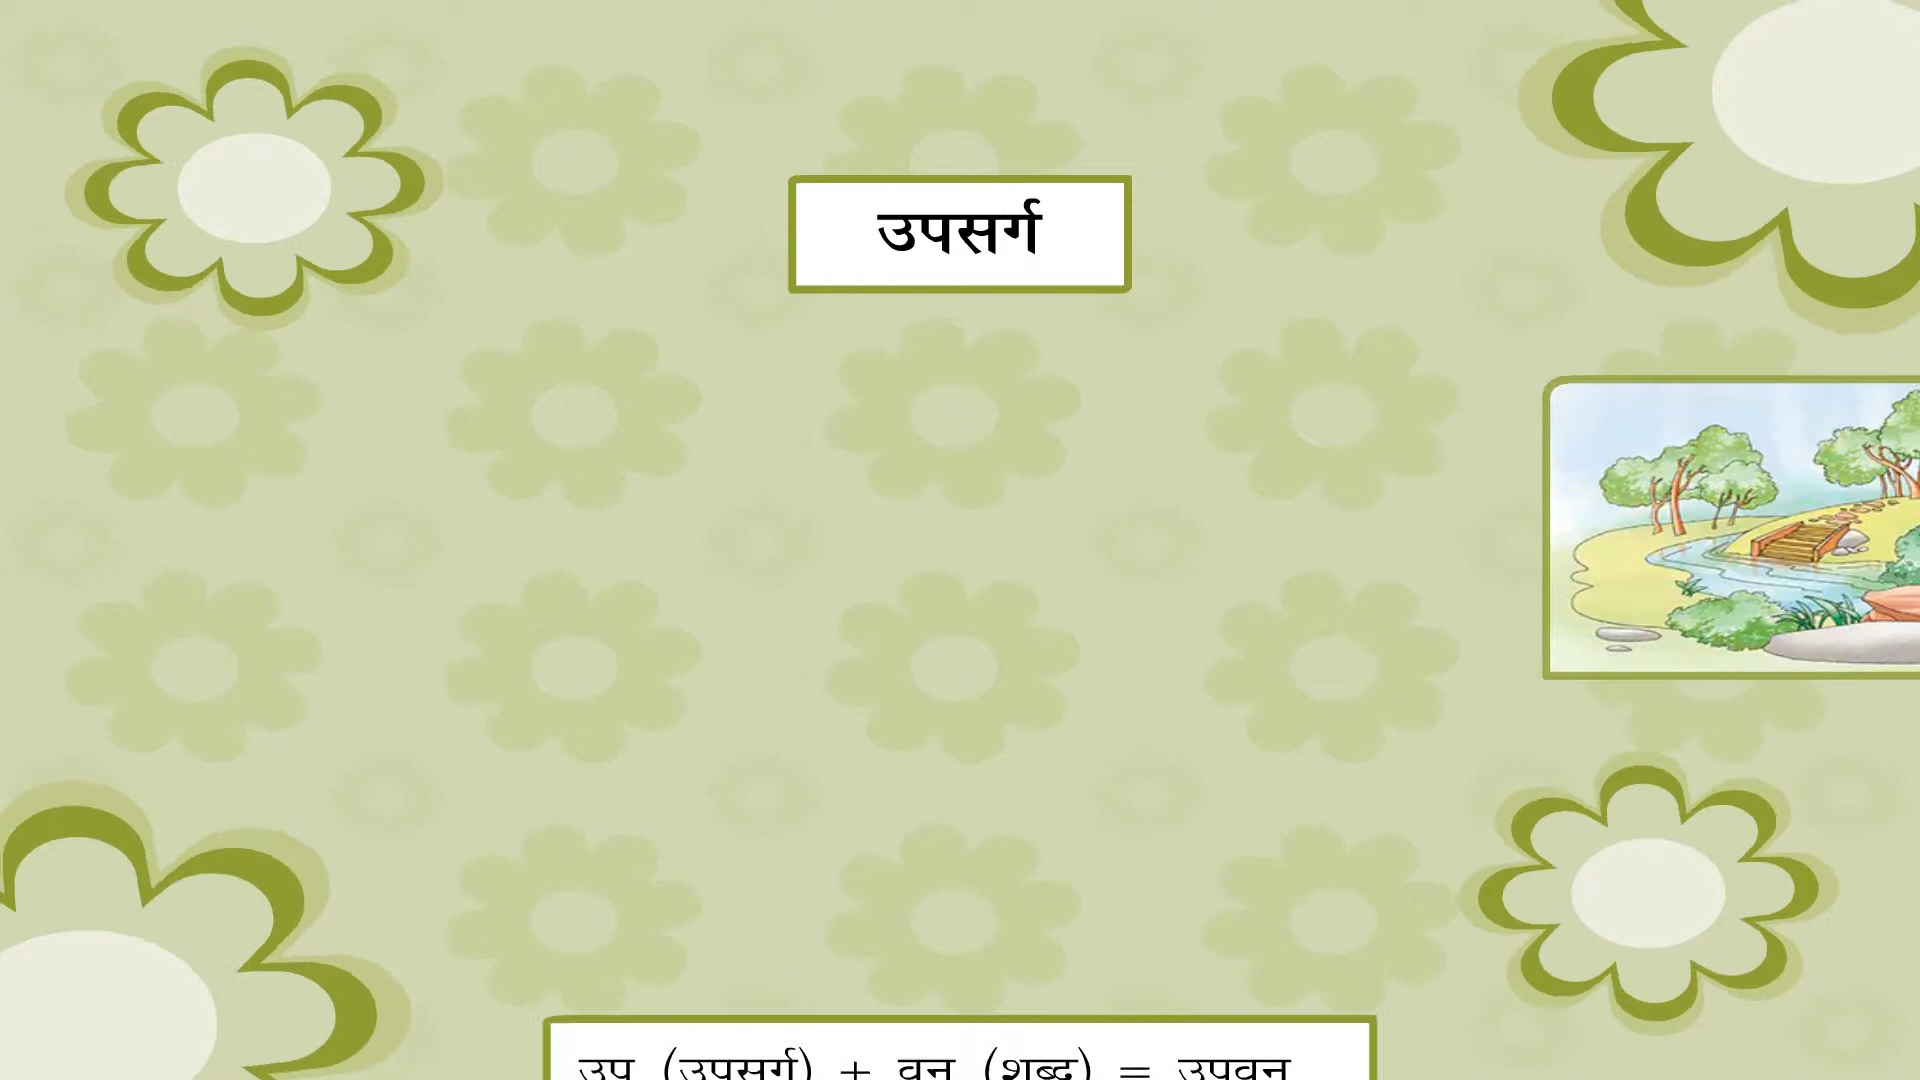 उपसर्ग
उप (उपसर्ग) + वन (शब्द) = उपवन